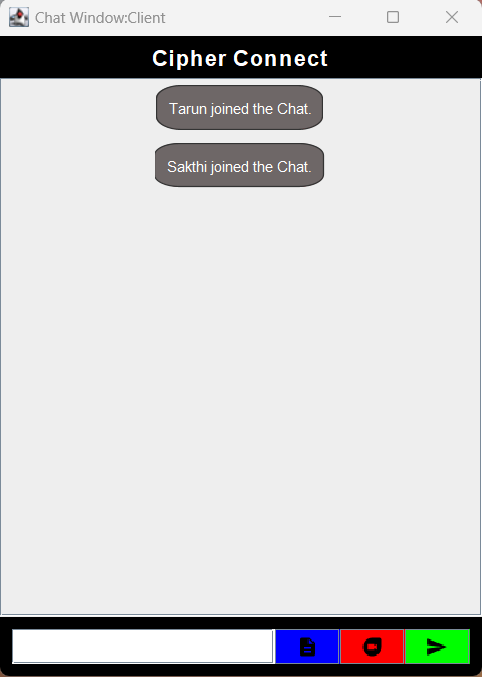 Chat Window:Client
Cipher Connect
Tarun joined the Chat.
Sakthi joined the Chat.